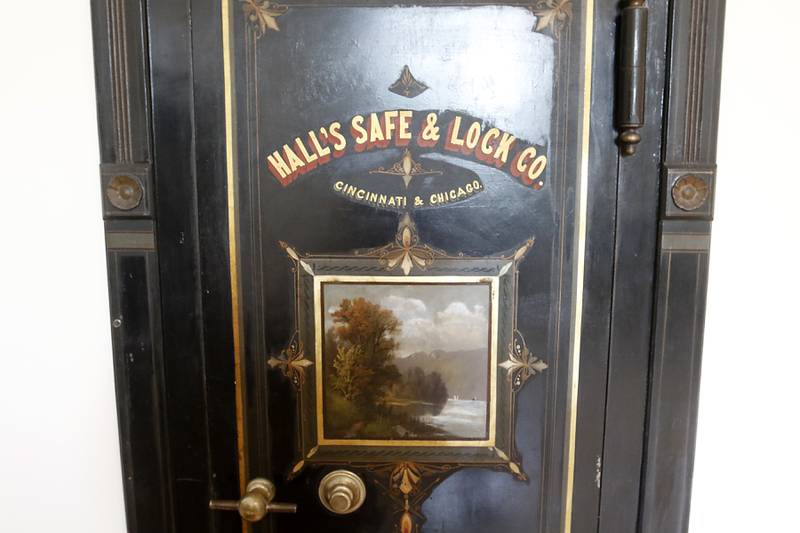 HALL'S SAFE & LOCK CO.
CINCINNATI & CHICAGO.